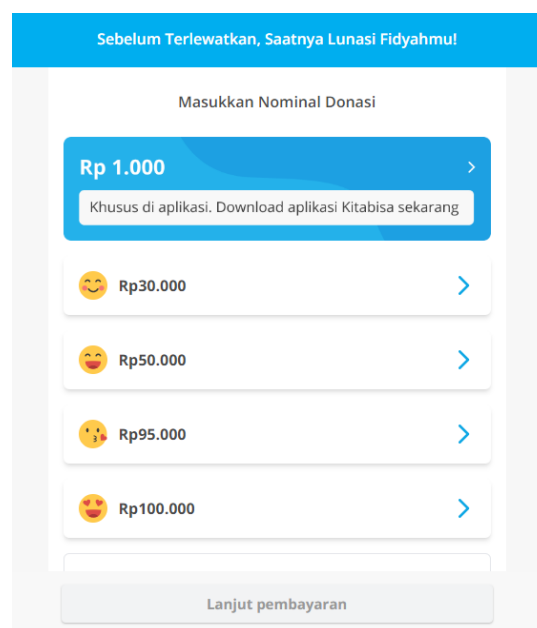 Sebelum Terlewatkan, Saatnya Lunasi Fidyahmu!
Masukkan Nominal Donasi
Rp 1.000
Khusus di aplikasi. Download aplikasi Kitabisa sekarang
Rp30.000
Rp50.000
Rp95.000
Rp100.000
Lanjut pembayaran